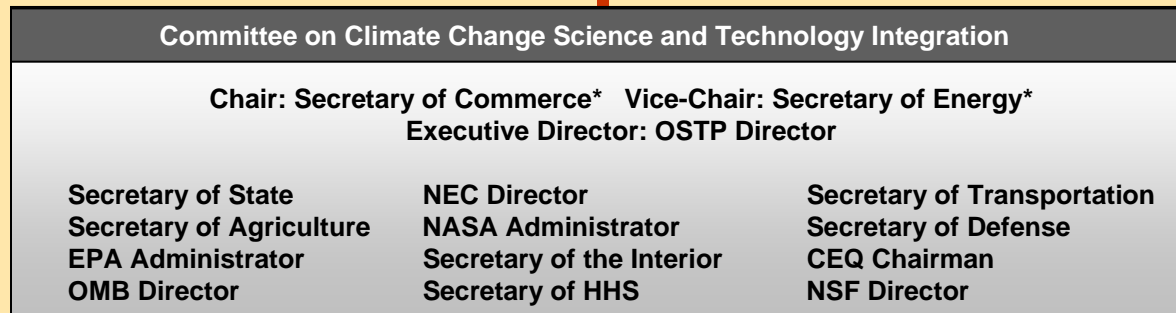 Committee on Climate Change Science and Technology Integration
Chair: Secretary of Commerce* Vice-Chair: Secretary of Energy*
Executive Director: OSTP Director
Secretary of State NEC Director Secretary of Transportation
Secretary of Agriculture NASA Administrator Secretary of Defense
EPA Administrator Secretary of the Interior CEQ Chairman
OMB Director Secretary of HHS NSF Director